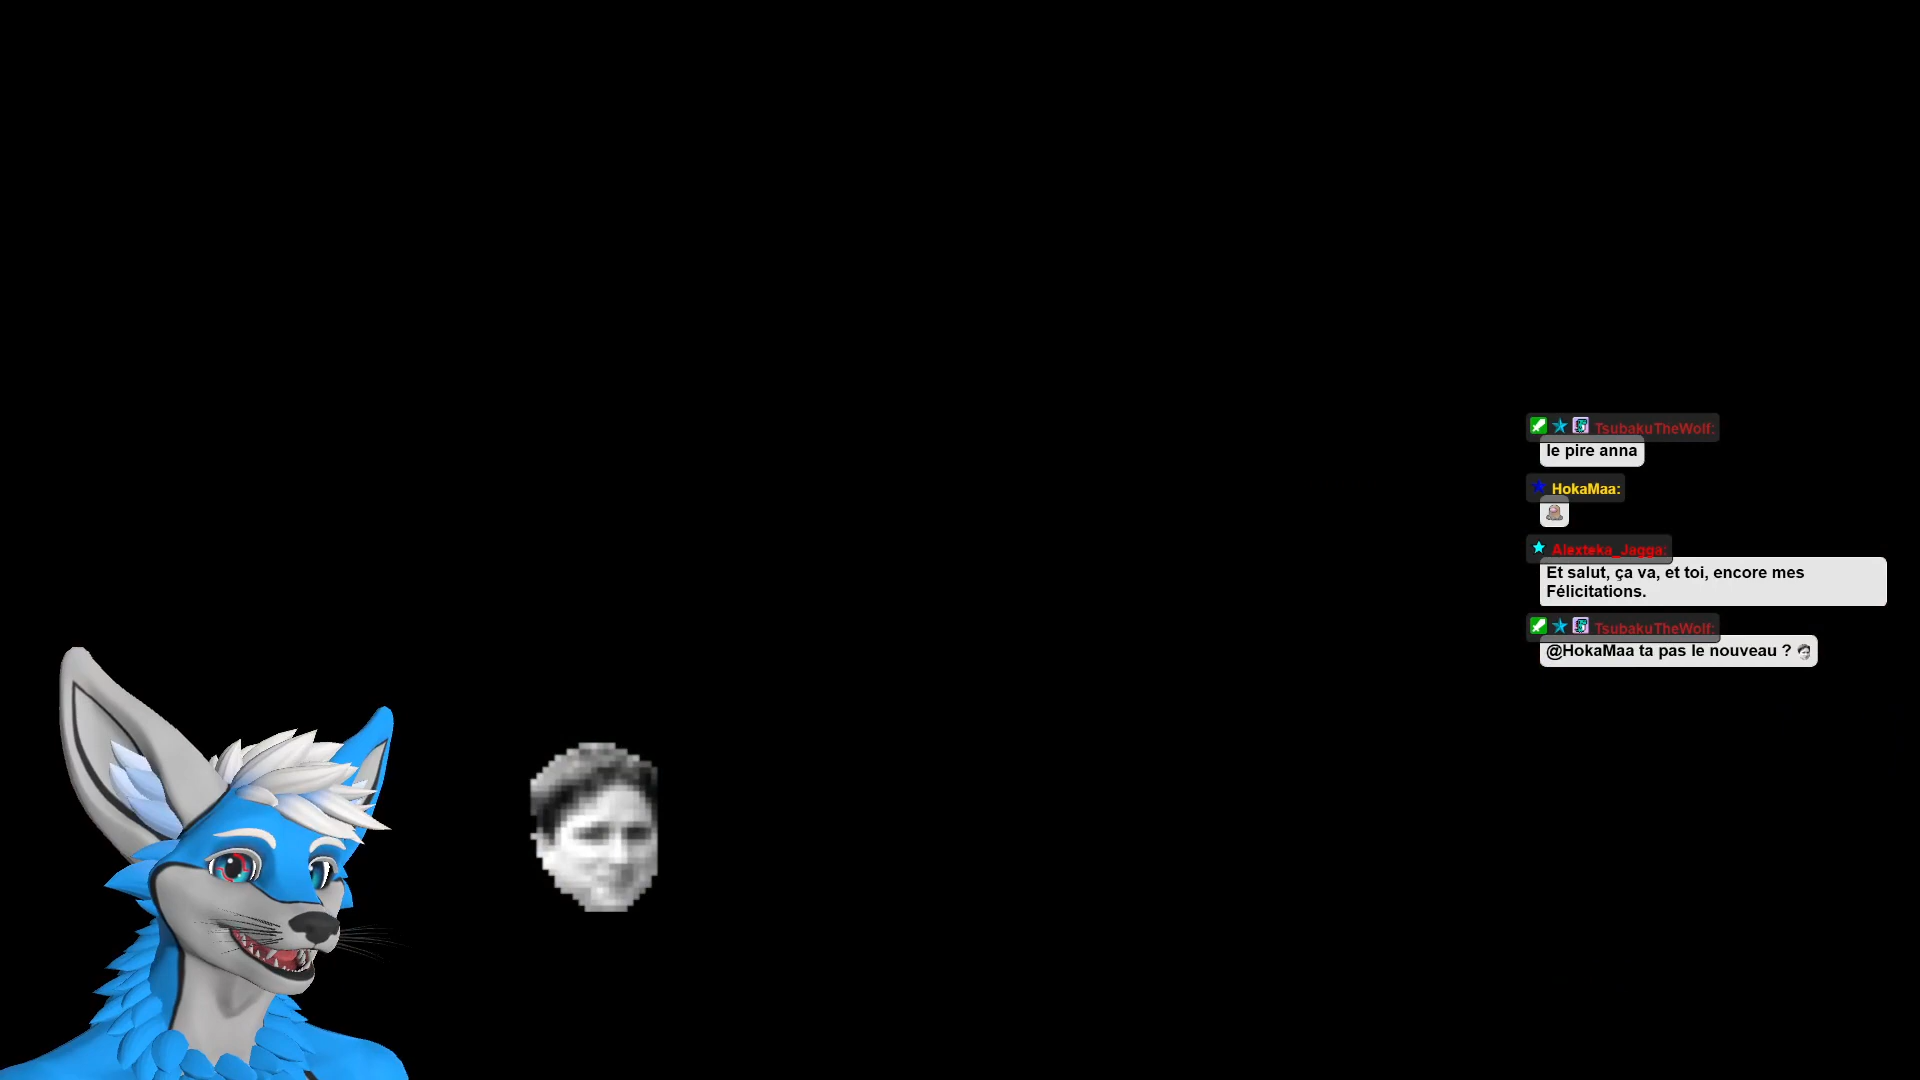 TsubakuTheWolf:
le pire anna
HokaMaa:
Alexteka_Jagga:
Et salut, ça va, et toi, encore mes
Félicitations.
TsubakuTheWolf:
@HokaMaa ta pas le nouveau ?